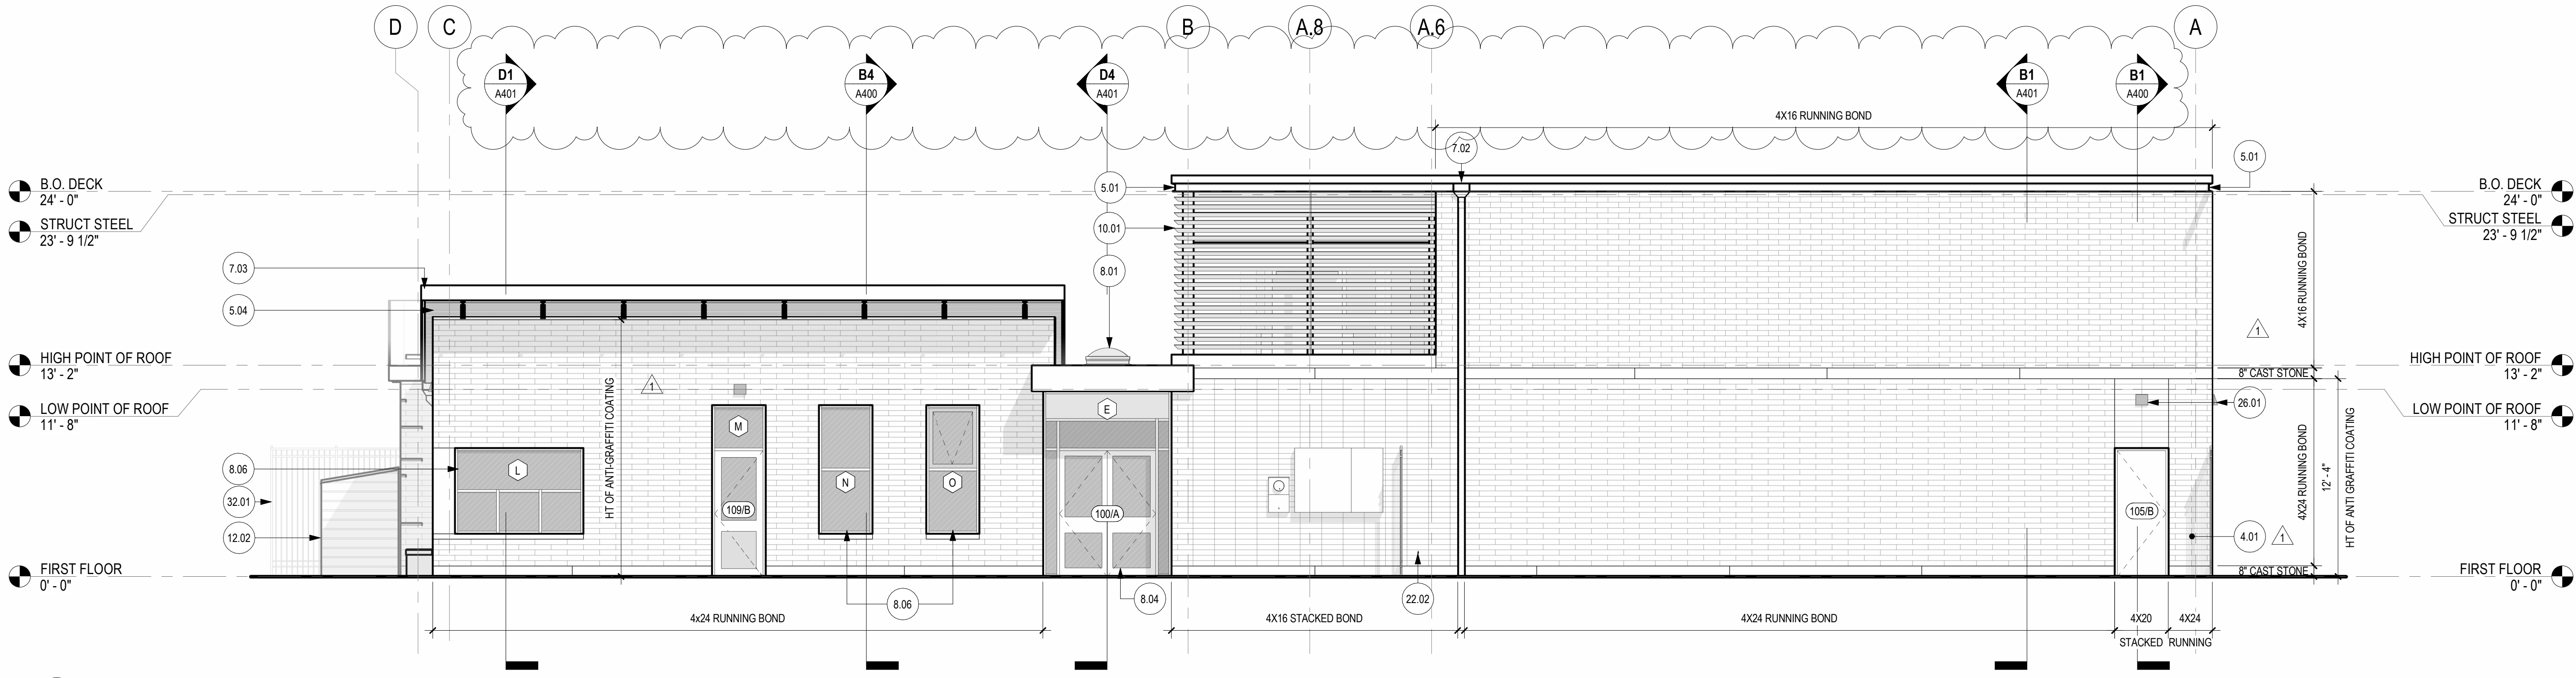 D
C
B
A.8
A.6
A
D1
A401
B4
A400
D4
A401
B1
A401
B1
A400
4X16 RUNNING BOND
7.02
5.01
5.01
B.O. DECK
24' - 0"
STRUCT STEEL
23' - 9 1/2"
B.O. DECK
24' - 0"
STRUCT STEEL
23' - 9 1/2"
10.01
7.03
8.01
5.04
4X16 RUNNING BOND
1
HIGH POINT OF ROOF
13' - 2"
HIGH POINT OF ROOF
13' - 2"
8" CAST STONE
LOW POINT OF ROOF
11' - 8"
LOW POINT OF ROOF
11' - 8"
HT OF ANTI-GRAFFITI COATING
1
26.01
E
M
L
N
O
8.06
32.01
12.02
109/B
100/A
105/B
4X24 RUNNING BOND
12' - 4"
HT OF ANTI GRAFFITI COATING
4.01
1
FIRST FLOOR
0' - 0"
8" CAST STONE
FIRST FLOOR
0' - 0"
8.06
8.04
22.02
4x24 RUNNING BOND
4X16 STACKED BOND
4X24 RUNNING BOND
4X20
STACKED
4X24
RUNNING